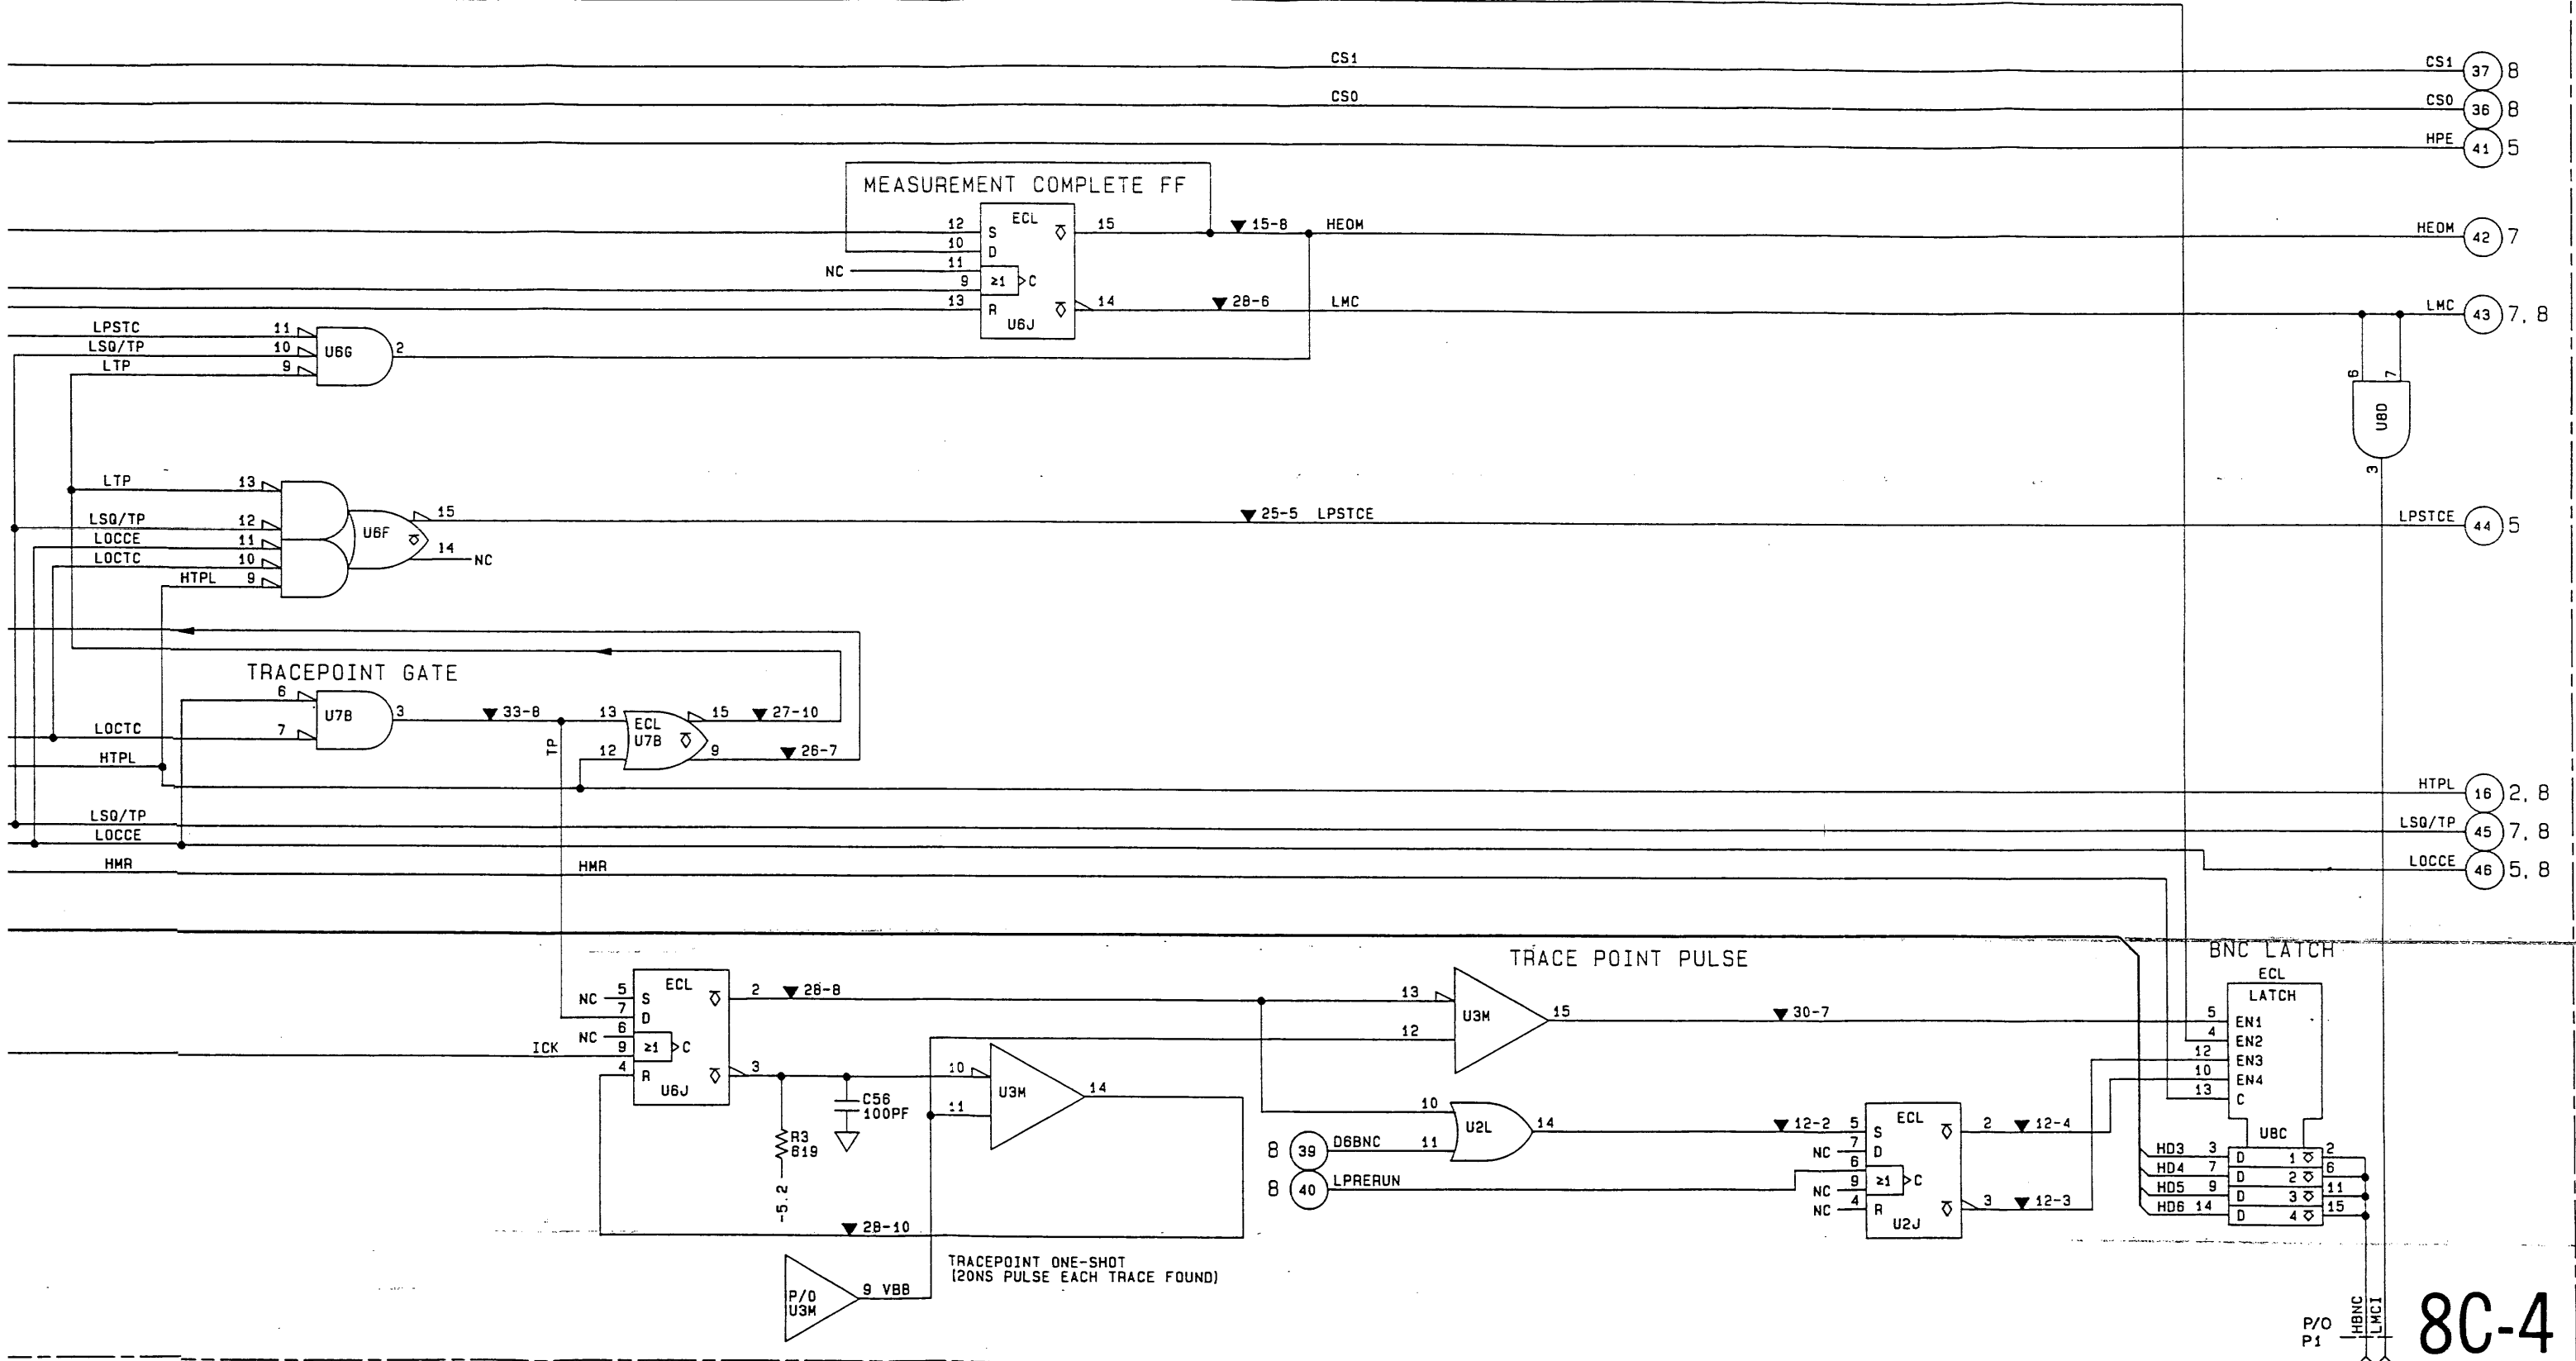 CS1
CS1 37 8
CS0
CS0 36 8
HPE 41 5
MEASUREMENT COMPLETE FF
12 S ECL 15 15-8 HEOM
HEOM 42 7
10 D
NC 11
9 ≥1 C
13 R 14 28-6 LMC
LMC 43 7, 8
U6J
LPSTC 11
LSQ/TP 10 U6G 2
LTP 9
6 7
U8D
3
LTP 13
LSQ/TP 12 U6F 15 25-5 LPSTCE
LPSTCE 44 5
LOCCE 11
LOCTC 10 14 NC
HTPL 9
TRACEPOINT GATE
6 U7B 3 33-8 13 ECL 15 27-10
LOCTC 7 TP 12 U7B 9 26-7
HTPL
HTPL 16 2, 8
LSQ/TP
LSQ/TP 45 7, 8
LOCCE
LOCCE 46 5, 8
HMR HMR
TRACE POINT PULSE
BNC LATCH
ECL
LATCH
NC 5 S ECL 2 28-8
7 D
NC 6
ICK 9 ≥1 C
4 R 3
U6J
13 U3M 15 30-7
12
5 EN1
4 EN2
12 EN3
10 EN4
13 C
U8C
10 U3M 14
11
C56
100PF
R3
619
-5.2
28-10
10 U2L 14 12-2
8 39 D6BNC 11
8 40 LPRERUN
5 S ECL 2 12-4
NC 7 D
6
NC 9 ≥1 C
NC 4 R 3 12-3
U2J
HD3 3 D 1 2
HD4 7 D 2 6
HD5 9 D 3 11
HD6 14 D 4 15
TRACEPOINT ONE-SHOT
(20NS PULSE EACH TRACE FOUND)
P/O
U3M
9 VBB
HBNC
LMCI
P/O
P1
8C-4